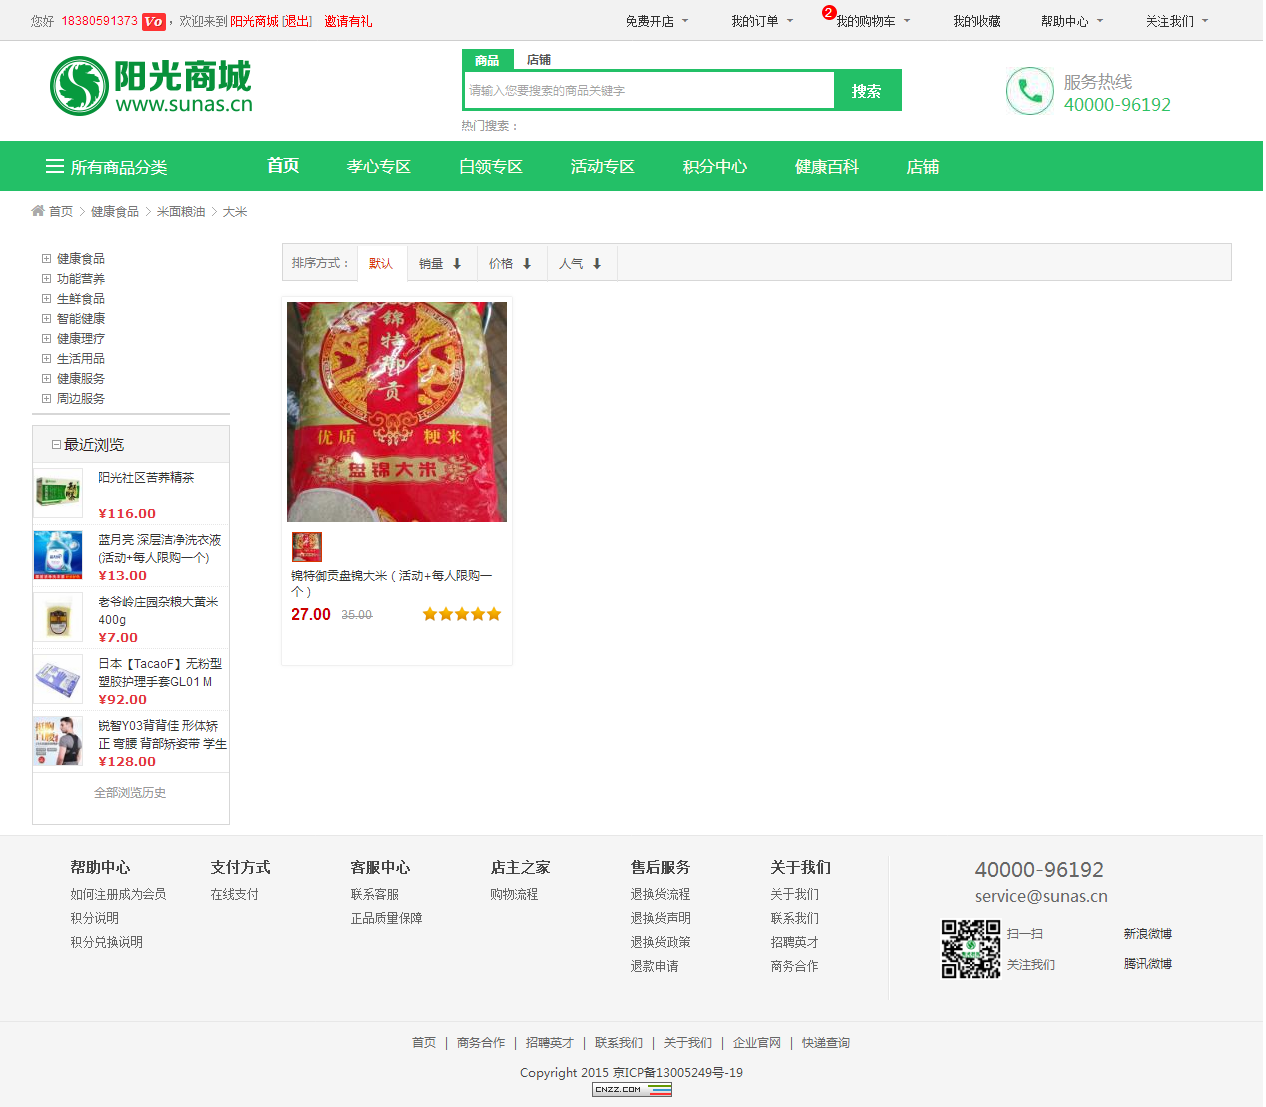 您好 18380591373 Vo ，欢迎来到 阳光商城 [退出] 邀请有礼
免费开店 我的订单 2 我的购物车 我的收藏 帮助中心 关注我们
阳光商城
www.sunas.cn
商品 店铺
请输入您要搜索的商品关键字 搜索
热门搜索：
服务热线
40000-96192
所有商品分类 首页 孝心专区 白领专区 活动专区 积分中心 健康百科 店铺
首页 > 健康食品 > 米面粮油 > 大米
健康食品
功能营养
生鲜食品
智能健康
健康理疗
生活用品
健康服务
周边服务
最近浏览
阳光社区苦荞精茶
¥116.00
蓝月亮 深层洁净洗衣液
(活动+每人限购一个)
¥13.00
老爷岭庄园杂粮大黄米
400g
¥7.00
日本【TacaoF】无粉型
塑胶护理手套GL01 M
¥92.00
锐智Y03背背佳 形体矫
正 弯腰 背部矫姿带 学生
¥128.00
全部浏览历史
排序方式： 默认 销量 价格 人气
锦特御贡
优质 粳米
盘锦大米
锦特御贡盘锦大米（活动+每人限购一
个）
27.00 35.00
帮助中心
如何注册成为会员
积分说明
积分兑换说明
支付方式
在线支付
客服中心
联系客服
正品质量保障
店主之家
购物流程
售后服务
退换货流程
退换货声明
退换货政策
退款申请
关于我们
关于我们
联系我们
招聘英才
商务合作
40000-96192
service@sunas.cn
扫一扫
关注我们
新浪微博
腾讯微博
首页 | 商务合作 | 招聘英才 | 联系我们 | 关于我们 | 企业官网 | 快递查询
Copyright 2015 京ICP备13005249号-19
CNZZ.COM